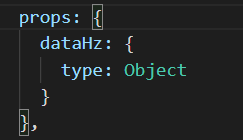 props: {
dataHz: {
type: Object
}
},